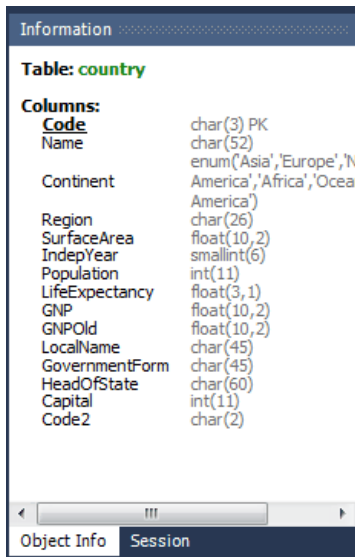 Information
Table: country
Columns:
Code char(3) PK
Name char(52)
enum('Asia','Europe','N
Continent America','Africa','Ocea
America')
Region char(26)
SurfaceArea float(10,2)
IndepYear smallint(6)
Population int(11)
LifeExpectancy float(3,1)
GNP float(10,2)
GNPOld float(10,2)
LocalName char(45)
GovernmentForm char(45)
HeadOfState char(60)
Capital int(11)
Code2 char(2)
Object Info Session